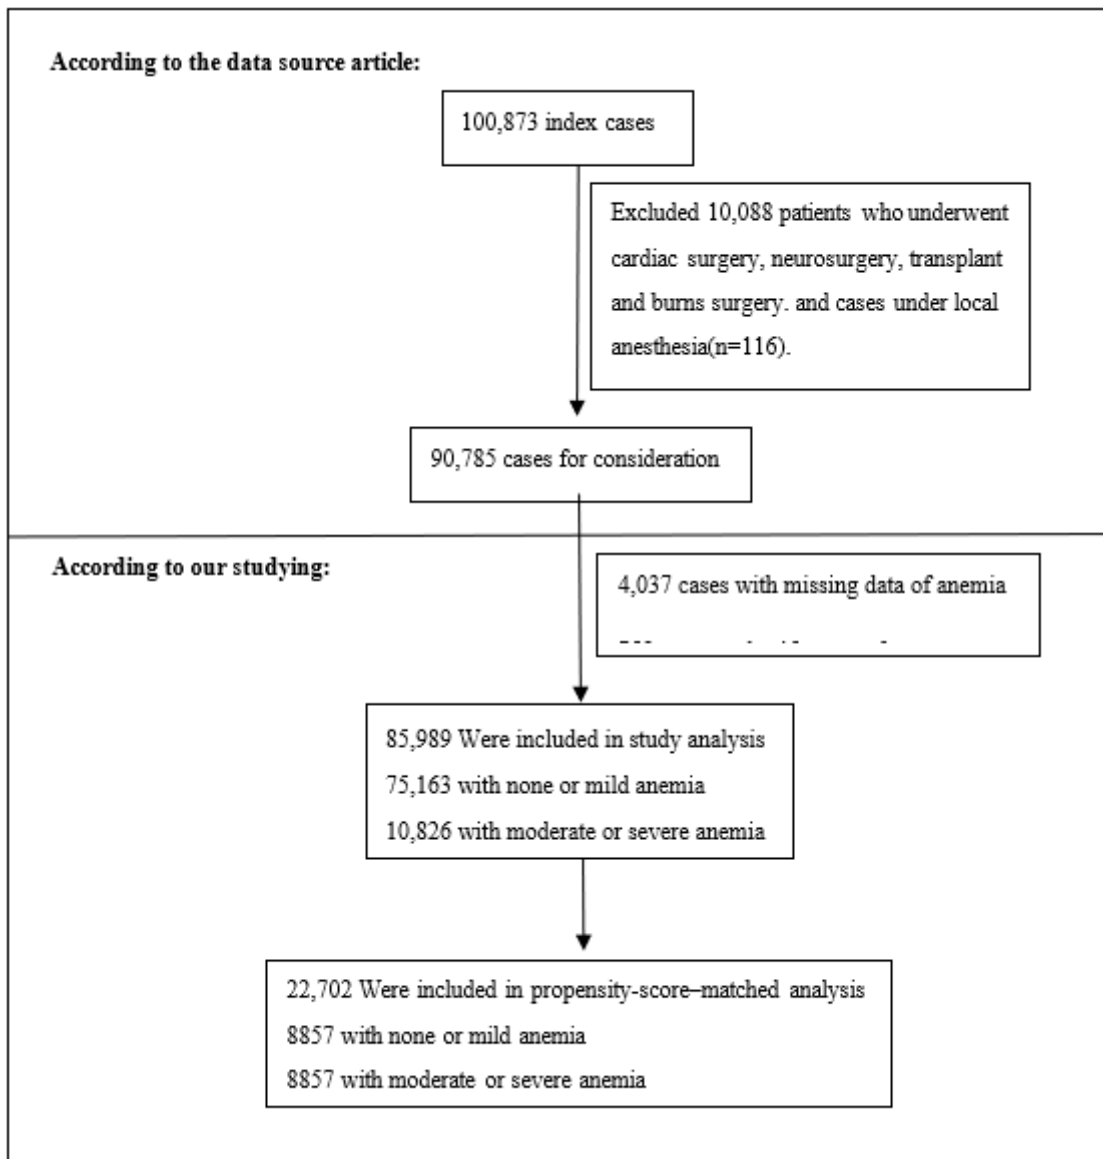 According to the data source article:
100,873 index cases
Excluded 10,088 patients who underwent
cardiac surgery, neurosurgery, transplant
and burns surgery. and cases under local
anesthesia(n=116).
90,785 cases for consideration
According to our studying:
4,037 cases with missing data of anemia
85,989 Were included in study analysis
75,163 with none or mild anemia
10,826 with moderate or severe anemia
22,702 Were included in propensity-score–matched analysis
8857 with none or mild anemia
8857 with moderate or severe anemia